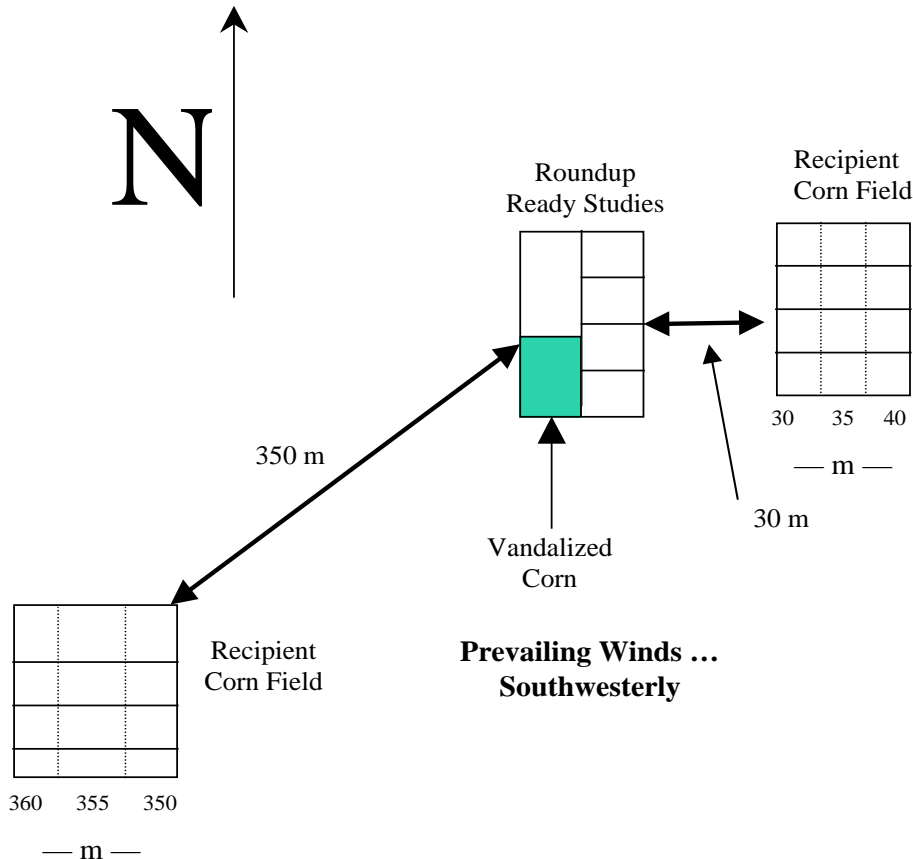 N
Roundup
Ready Studies
Recipient
Corn Field
30 35 40
— m —
30 m
350 m
Vandalized
Corn
Recipient
Corn Field
Prevailing Winds …
Southwesterly
360 355 350
— m —